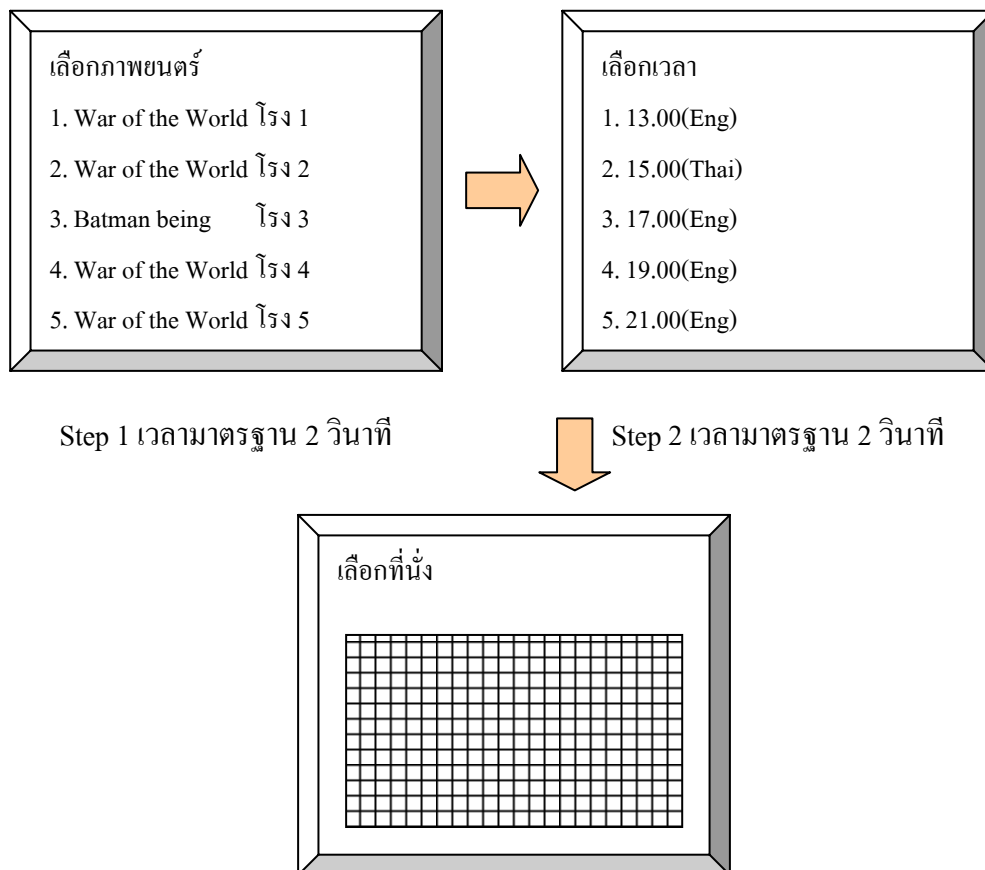 เลือกภาพยนตร์
1. War of the World โรง 1
2. War of the World โรง 2
3. Batman being โรง 3
4. War of the World โรง 4
5. War of the World โรง 5
เลือกเวลา
1. 13.00(Eng)
2. 15.00(Thai)
3. 17.00(Eng)
4. 19.00(Eng)
5. 21.00(Eng)
Step 1 เวลามาตรฐาน 2 วินาที
Step 2 เวลามาตรฐาน 2 วินาที
เลือกที่นั่ง